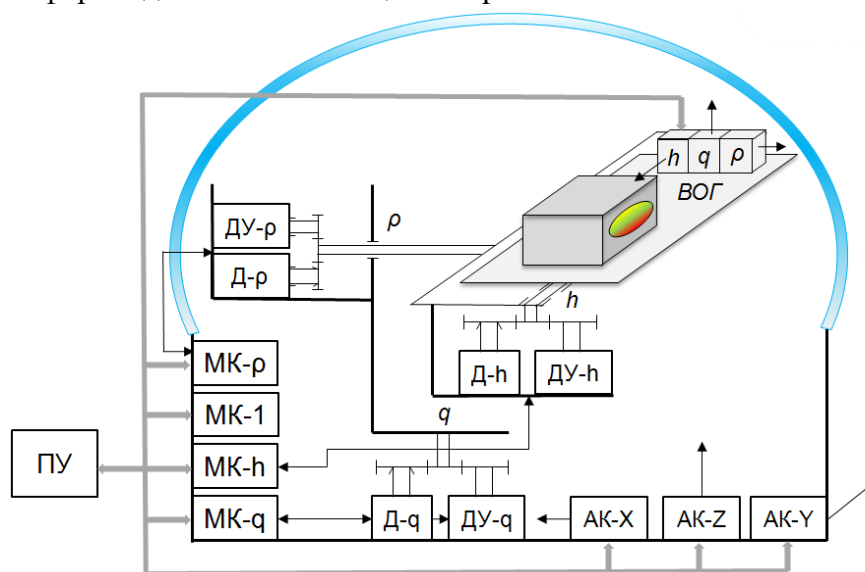 ρ
h q ρ
ВОГ
ДУ-ρ
Д-ρ
h
МК-ρ
Д-h
ДУ-h
МК-1
q
ПУ
МК-h
МК-q
Д-q
ДУ-q
АК-X
АК-Z
АК-Y